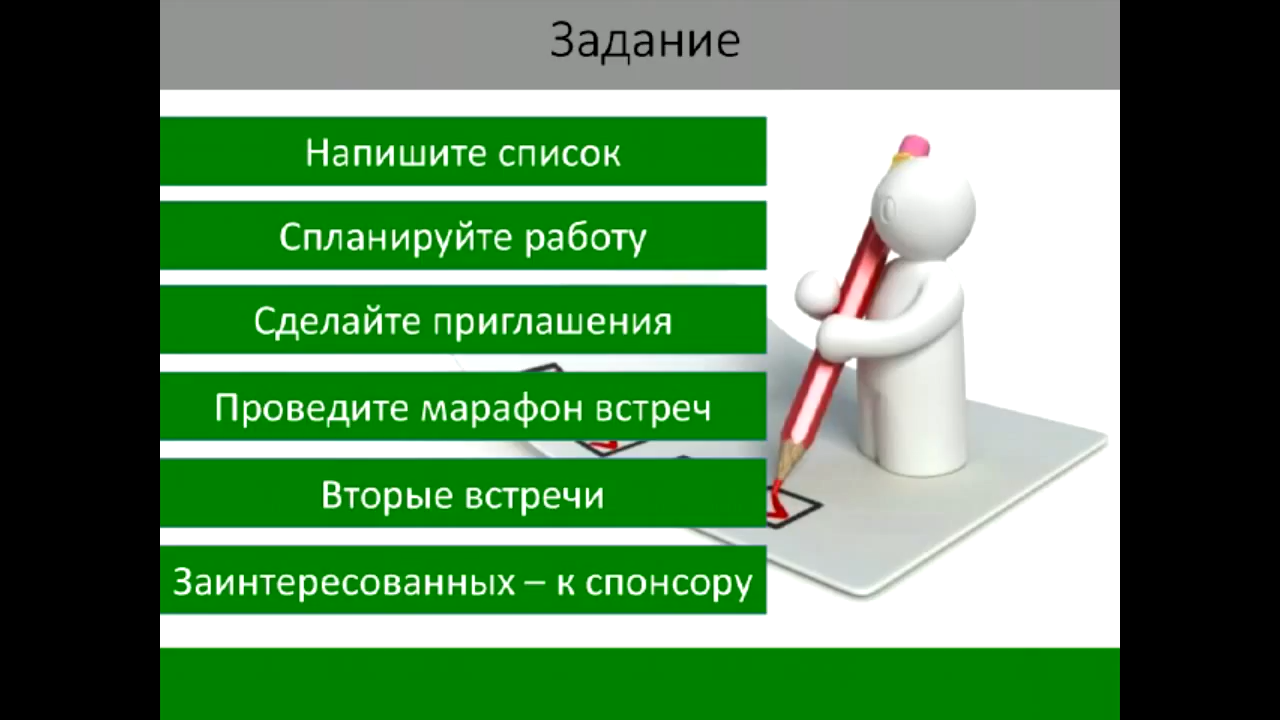 Задание
Напишите список
Спланируйте работу
Сделайте приглашения
Проведите марафон встреч
Вторые встречи
Заинтересованных – к спонсору